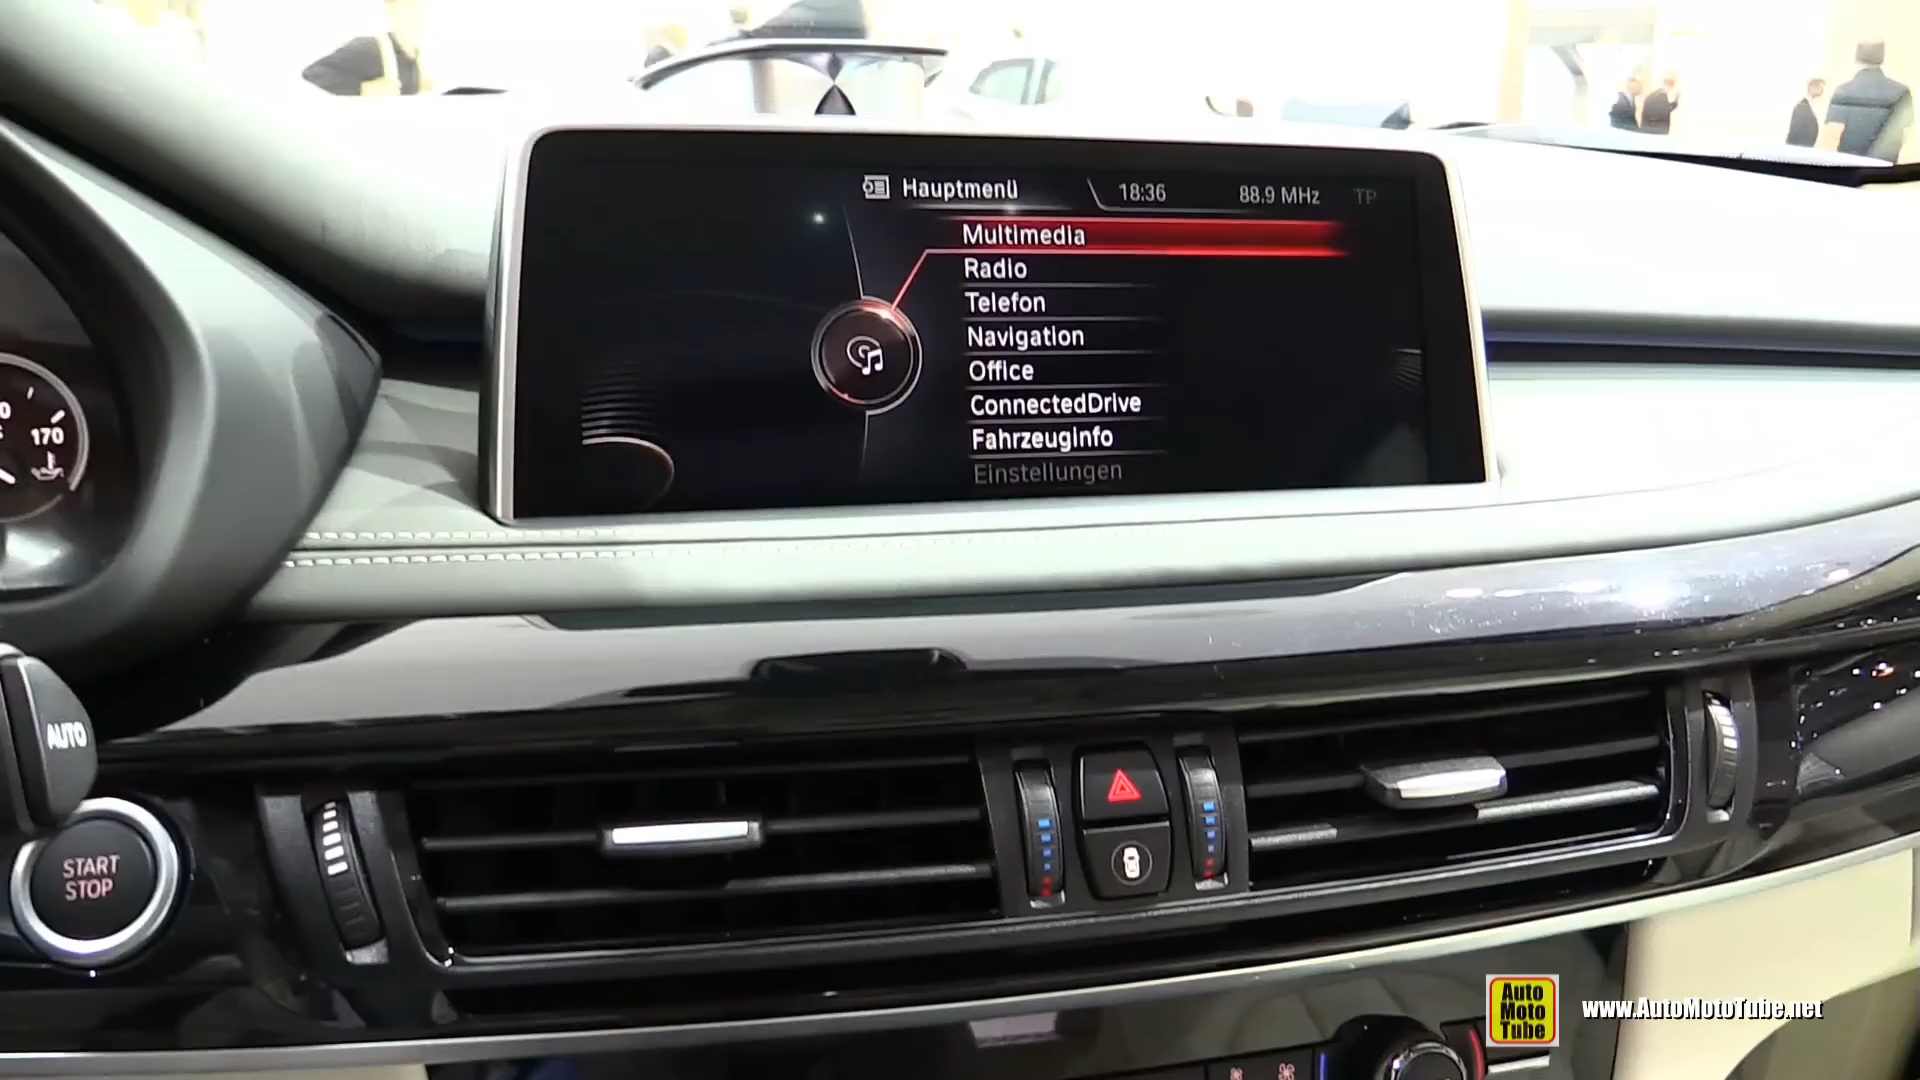 Hauptmenü
18:36
88.9 MHz
TP
Multimedia
Radio
Telefon
Navigation
Office
ConnectedDrive
Fahrzeuginfo
Einstellungen
170
AUTO
START
STOP
Auto
Moto
Tube
www.AutoMotoTube.net